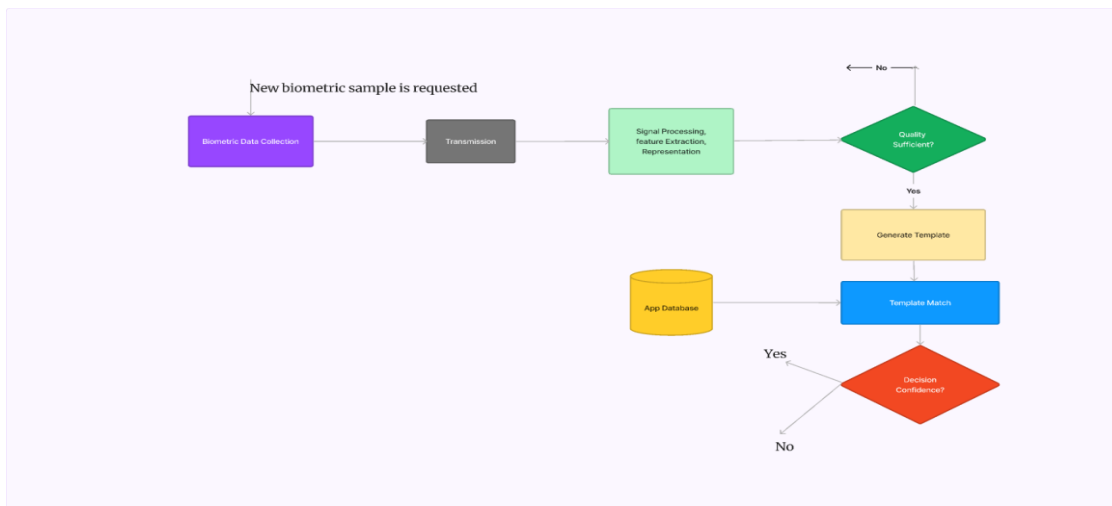 No
New biometric sample is requested
Biometric Data Collection
Transmission
Signal Processing,
feature Extraction,
Representation
Quality
Sufficient?
Yes
Generate Template
App Database
Template Match
Yes
Decision
Confidence?
No